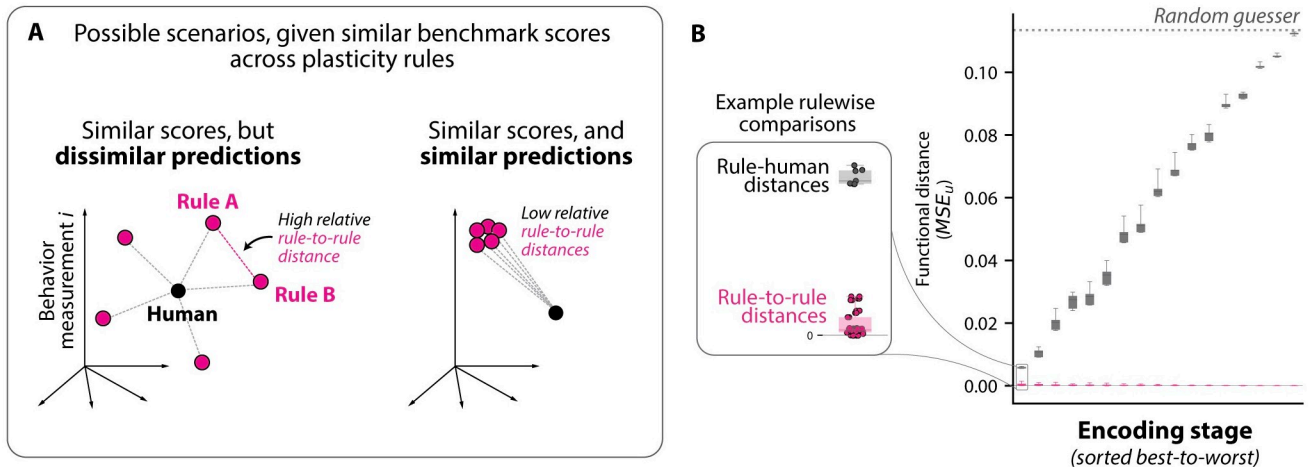 A
Possible scenarios, given similar benchmark scores
across plasticity rules
Similar scores, but
dissimilar predictions
Similar scores, and
similar predictions
Behavior
measurement i
Rule A
High relative
rule-to-rule
distance
Rule B
Human
Low relative
rule-to-rule
distances
B
Example rulewise
comparisons
Rule-human
distances
Rule-to-rule
distances
0
Random guesser
Functional distance
(MSEu)
0.10
0.08
0.06
0.04
0.02
0.00
Encoding stage
(sorted best-to-worst)